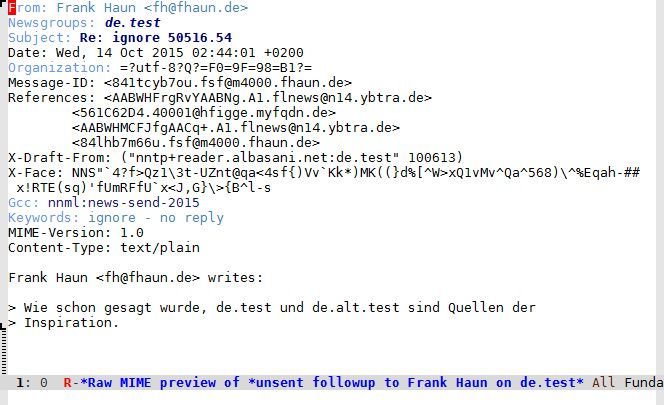 From: Frank Haun <fh@fhaun.de>
Newsgroups: de.test
Subject: Re: ignore 50516.54
Date: Wed, 14 Oct 2015 02:44:01 +0200
Organization: =?utf-8?Q?=F0=9F=98=B1?=
Message-ID: <841tcyb7ou.fsf@m4000.fhaun.de>
References: <AABWHFrgRvYAABNg.A1.flnews@n14.ybtra.de>
<561C62D4.40001@hfigge.myfqdn.de>
<AABWHMCFJfgAACq+.A1.flnews@n14.ybtra.de>
<84lhb7m66u.fsf@m4000.fhaun.de>
X-Draft-From: ("nntp+reader.albasani.net:de.test" 100613)
X-Face: NNS"`4?f>Qz1\3t-UZnt@qa<4sf{)Vv`Kk*)MK((}d%[^W>xQ1vMv^Qa^568)\^%Eqah-##
x!RTE(sq)'fUmRFfU`x<J,G}\>{B^l-s
Gcc: nnml:news-send-2015
Keywords: ignore - no reply
MIME-Version: 1.0
Content-Type: text/plain
Frank Haun <fh@fhaun.de> writes:
> Wie schon gesagt wurde, de.test und de.alt.test sind Quellen der
> Inspiration.
1: 0 R-*Raw MIME preview of *unsent followup to Frank Haun on de.test* All Funda